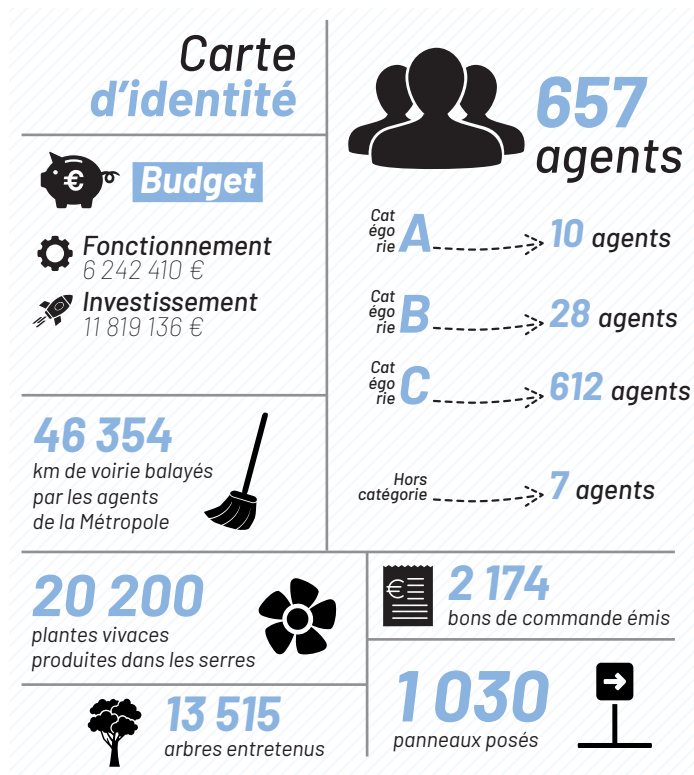 Carte
d’identité
€
Budget
Fonctionnement
6 242 410 €
Investissement
11 819 136 €
657
agents
Cat
égo
rie A 10 agents
Cat
égo
rie B 28 agents
Cat
égo
rie C 612 agents
Hors
catégorie 7 agents
46 354
km de voirie balayés
par les agents
de la Métropole
20 200
plantes vivaces
produites dans les serres
€
2 174
bons de commande émis
13 515
arbres entretenus
1 030
panneaux posés